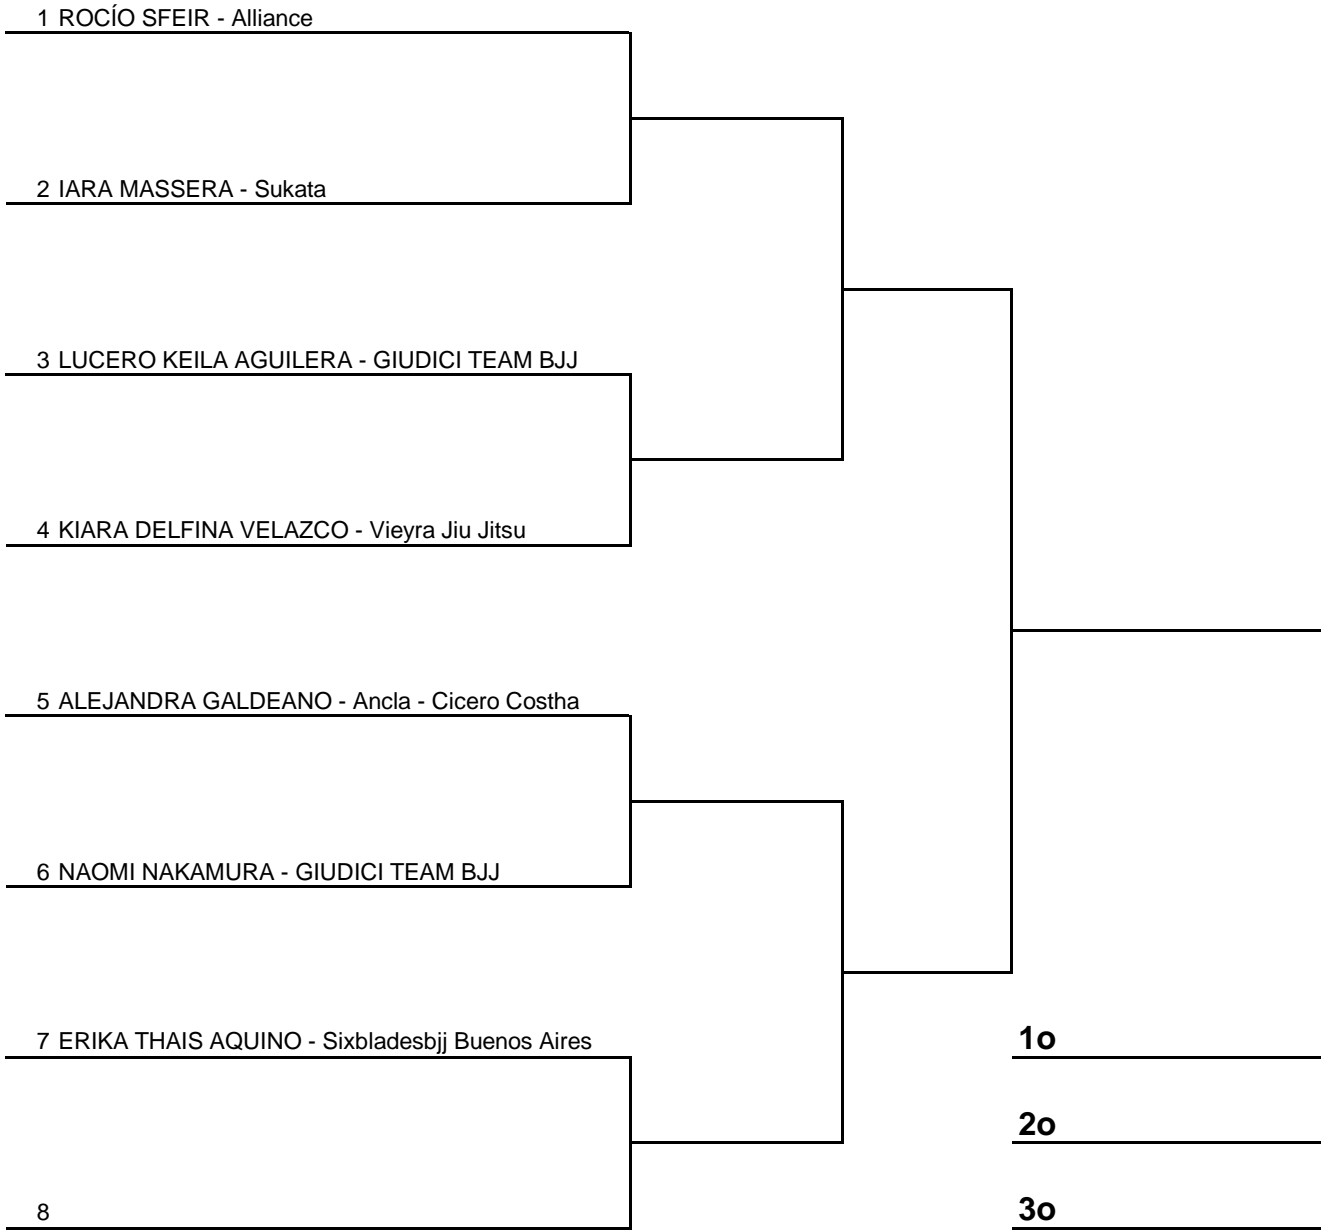 1 ROCÍO SFEIR - Alliance
2 IARA MASSERA - Sukata
3 LUCERO KEILA AGUILERA - GIUDICI TEAM BJJ
4 KIARA DELFINA VELAZCO - Vieyra Jiu Jitsu
5 ALEJANDRA GALDEANO - Ancla - Cicero Costha
6 NAOMI NAKAMURA - GIUDICI TEAM BJJ
7 ERIKA THAIS AQUINO - Sixbladesbjj Buenos Aires
1o
2o
8
3o